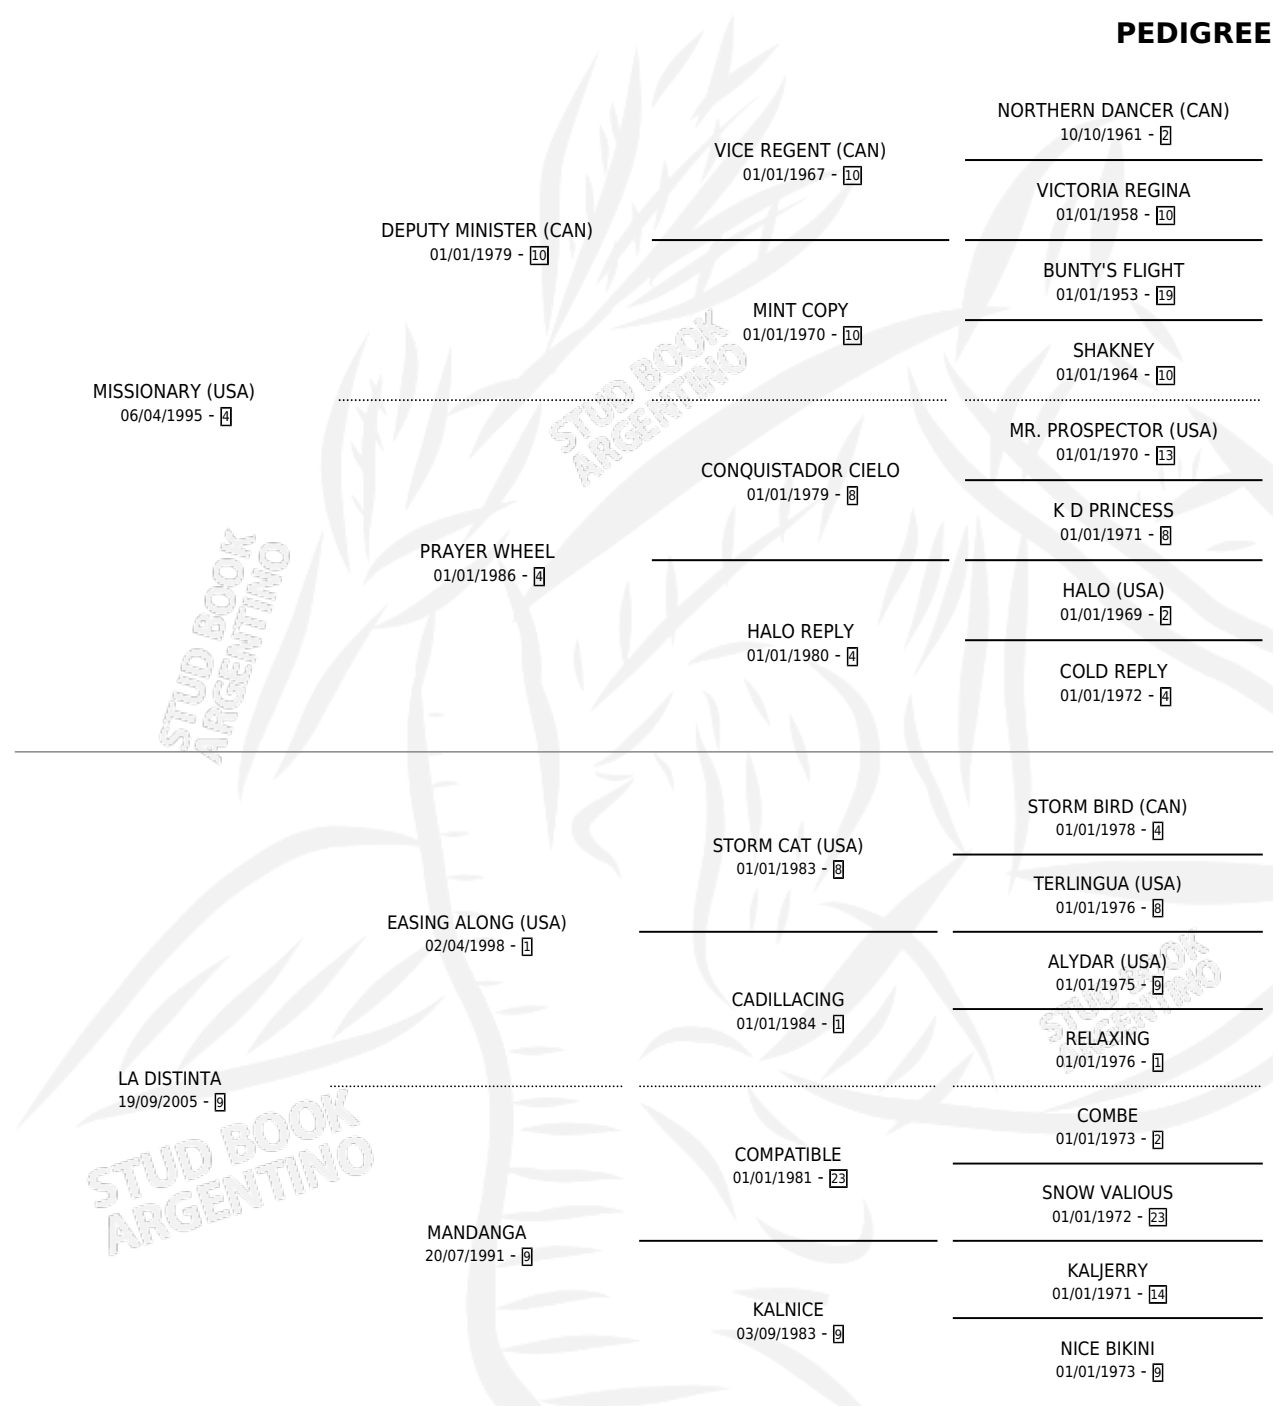 PEDIGREE
NORTHERN DANCER (CAN)
10/10/1961 - 2
VICE REGENT (CAN)
01/01/1967 - 10
VICTORIA REGINA
01/01/1958 - 10
DEPUTY MINISTER (CAN)
01/01/1979 - 10
BUNTY'S FLIGHT
01/01/1953 - 19
MINT COPY
01/01/1970 - 10
SHAKNEY
01/01/1964 - 10
MISSIONARY (USA)
06/04/1995 - 4
MR. PROSPECTOR (USA)
01/01/1970 - 13
CONQUISTADOR CIELO
01/01/1979 - 8
K D PRINCESS
01/01/1971 - 8
PRAYER WHEEL
01/01/1986 - 4
HALO (USA)
01/01/1969 - 2
HALO REPLY
01/01/1980 - 4
COLD REPLY
01/01/1972 - 4
STORM BIRD (CAN)
01/01/1978 - 4
STORM CAT (USA)
01/01/1983 - 8
TERLINGUA (USA)
01/01/1976 - 8
EASING ALONG (USA)
02/04/1998 - 1
ALYDAR (USA)
01/01/1975 - 9
CADILLACING
01/01/1984 - 1
RELAXING
01/01/1976 - 1
LA DISTINTA
19/09/2005 - 9
COMBE
01/01/1973 - 2
COMPATIBLE
01/01/1981 - 23
SNOW VALIOUS
01/01/1972 - 23
MANDANGA
20/07/1991 - 9
KALJERRY
01/01/1971 - 14
KALNICE
03/09/1983 - 9
NICE BIKINI
01/01/1973 - 9
STUD BOOK
ARGENTINO
STUD BOOK
ARGENTINO
STUD BOOK
ARGENTINO
STUD BOOK
ARGENTINO